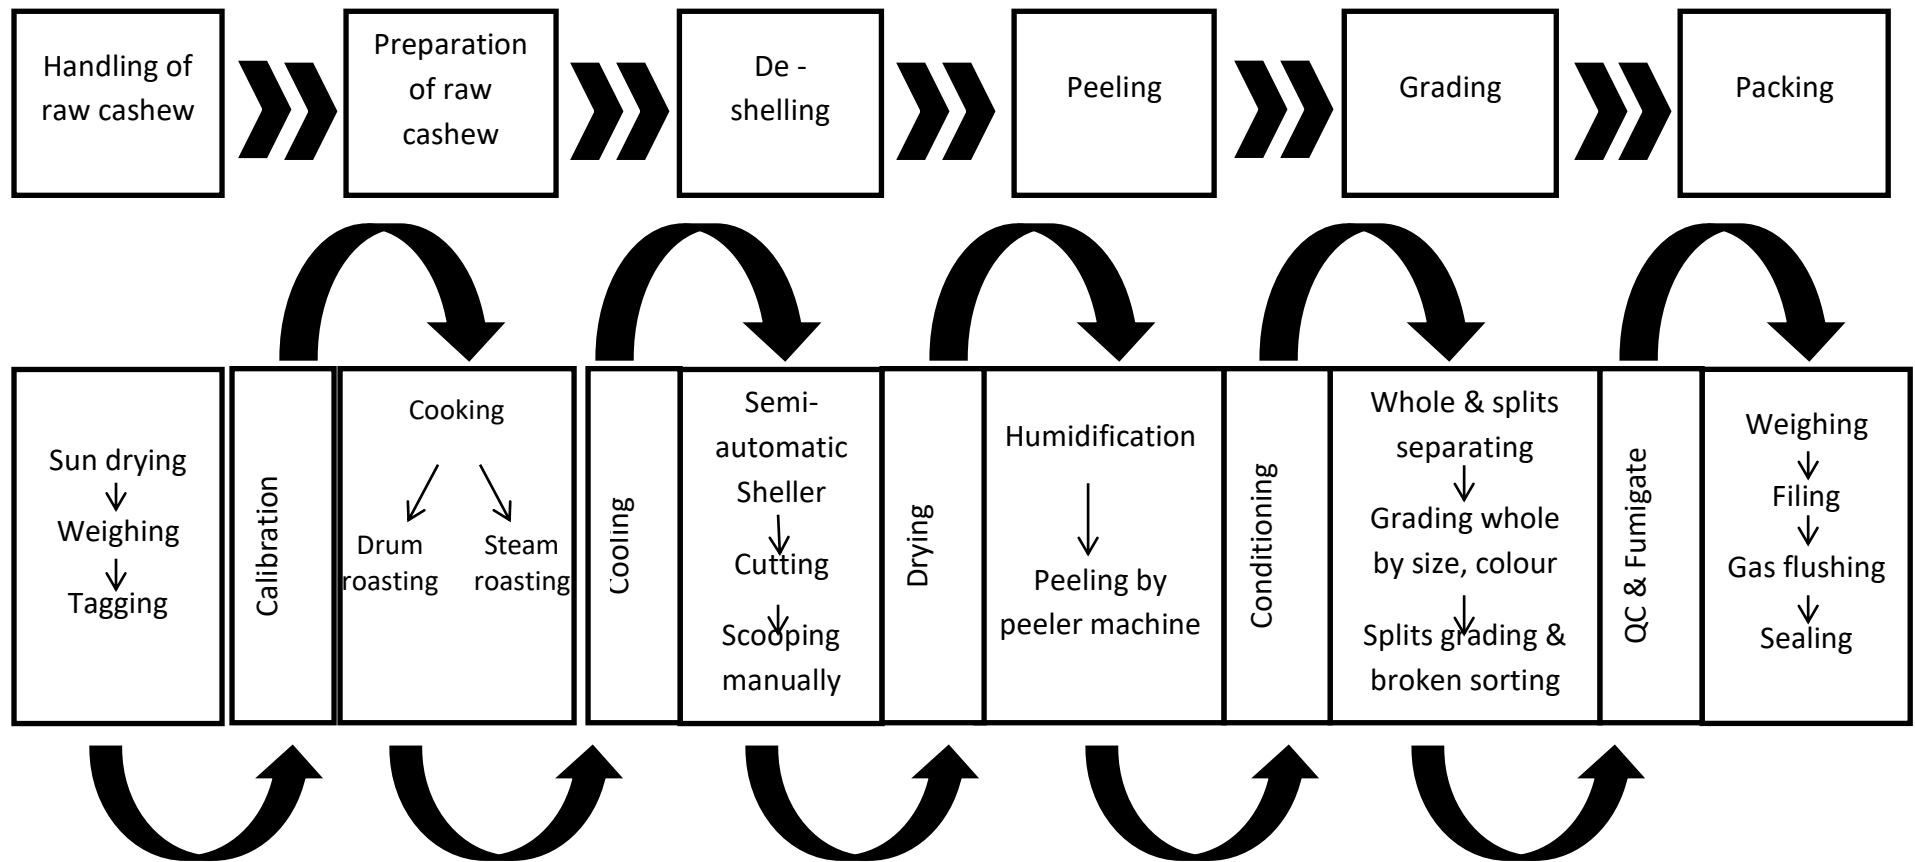 Handling of
raw cashew
Preparation
of raw
cashew
De -
shelling
Peeling
Grading
Packing
Sun drying
Weighing
Tagging
Calibration
Cooking
Drum
roasting
Steam
roasting
Cooling
Semi-
automatic
Sheller
Cutting
Scooping
manually
Drying
Humidification
Peeling by
peeler machine
Conditioning
Whole & splits
separating
Grading whole
by size, colour
Splits grading &
broken sorting
QC & Fumigate
Weighing
Filing
Gas flushing
Sealing